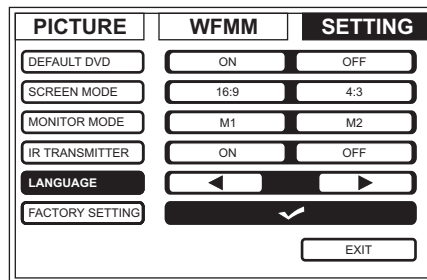 PICTURE WFMM SETTING
DEFAULT DVD ON OFF
SCREEN MODE 16:9 4:3
MONITOR MODE M1 M2
IR TRANSMITTER ON OFF
LANGUAGE
FACTORY SETTING
EXIT